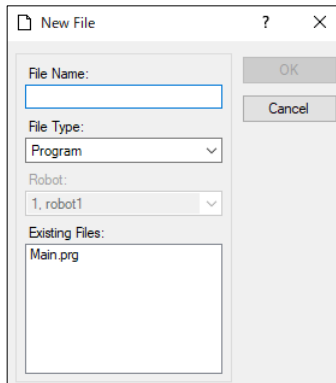 New File
?
File Name:
OK
Cancel
File Type:
Program
Robot:
1, robot1
Existing Files:
Main.prg